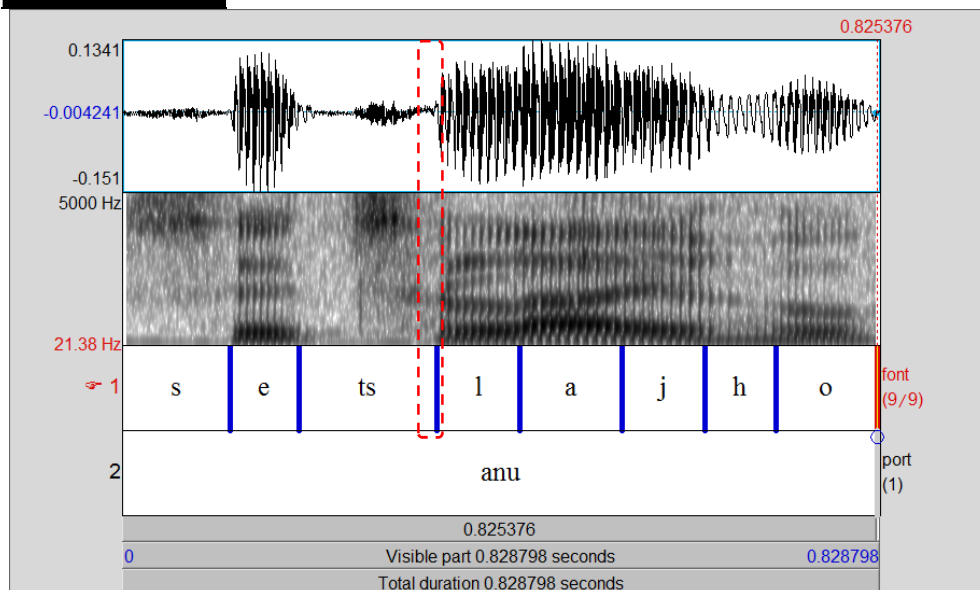 0.825376
0.1341
-0.004241
-0.151
5000 Hz
21.38 Hz
☞ 1 s e ts l a j h o font (9/9)
2 anu port (1)
0.825376
0 Visible part 0.828798 seconds 0.828798
Total duration 0.828798 seconds